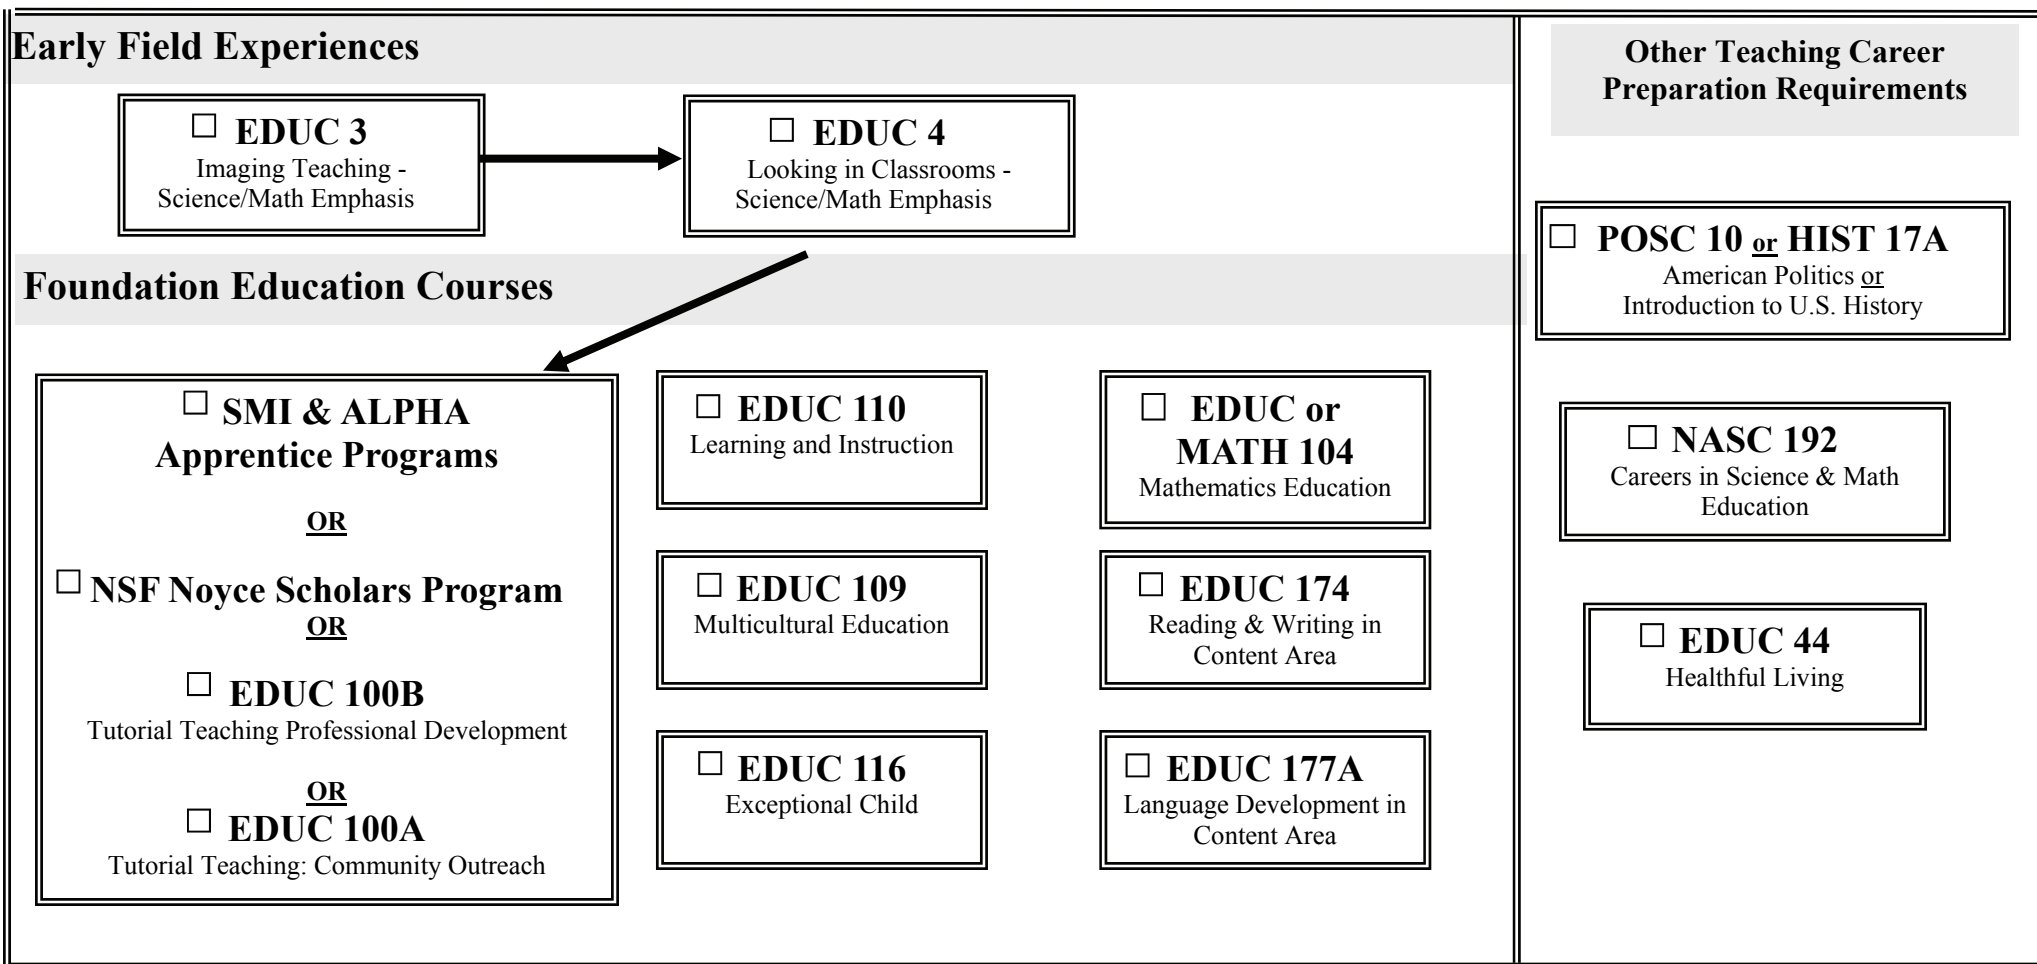 Early Field Experiences
☐ EDUC 3
Imaging Teaching -
Science/Math Emphasis
☐ EDUC 4
Looking in Classrooms -
Science/Math Emphasis
Foundation Education Courses
☐ SMI & ALPHA
Apprentice Programs
OR
☐ NSF Noyce Scholars Program
OR
☐ EDUC 100B
Tutorial Teaching Professional Development
OR
☐ EDUC 100A
Tutorial Teaching: Community Outreach
☐ EDUC 110
Learning and Instruction
☐ EDUC 109
Multicultural Education
☐ EDUC 116
Exceptional Child
☐ EDUC or
MATH 104
Mathematics Education
☐ EDUC 174
Reading & Writing in
Content Area
☐ EDUC 177A
Language Development in
Content Area
Other Teaching Career
Preparation Requirements
☐ POSC 10 or HIST 17A
American Politics or
Introduction to U.S. History
☐ NASC 192
Careers in Science & Math
Education
☐ EDUC 44
Healthful Living